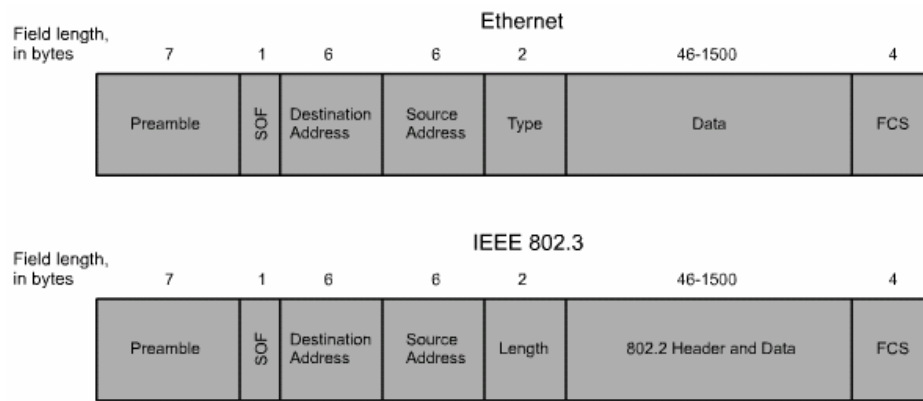 Ethernet
Field length,
in bytes 7 1 6 6 2 46-1500 4
Preamble SOF Destination Address Source Address Type Data FCS
IEEE 802.3
Field length,
in bytes 7 1 6 6 2 46-1500 4
Preamble SOF Destination Address Source Address Length 802.2 Header and Data FCS